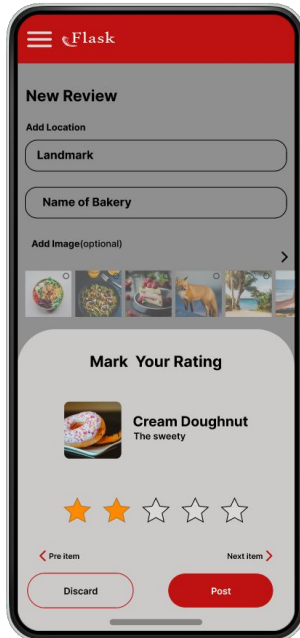 Flask
New Review
Add Location
Landmark
Name of Bakery
Add Image(optional)
Mark Your Rating
Cream Doughnut
The sweety
Pre item
Next item
Discard
Post